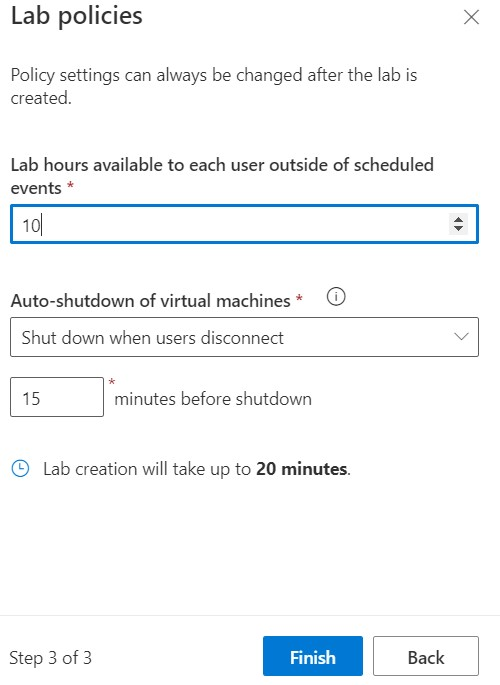 Lab policies
Policy settings can always be changed after the lab is
created.
Lab hours available to each user outside of scheduled
events *
10
Auto-shutdown of virtual machines *
Shut down when users disconnect
15 * minutes before shutdown
Lab creation will take up to 20 minutes.
Step 3 of 3 Finish Back